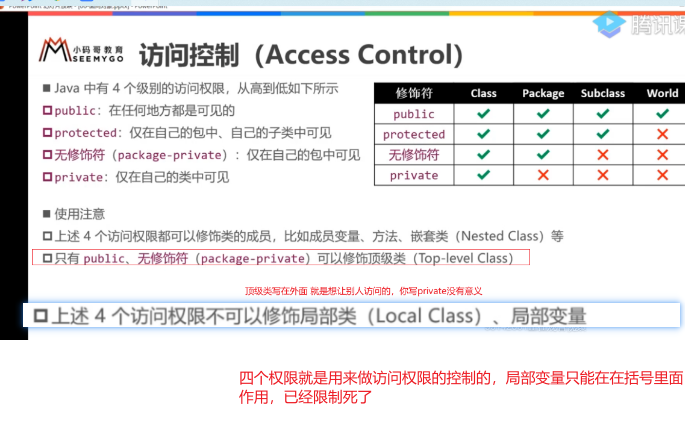 小码哥教育
SEEMYGO
访问控制（Access Control）
腾讯课
Java 中有 4 个级别的访问权限，从高到低如下所示
public：在任何地方都是可见的
protected：仅在自己的包中、自己的子类中可见
无修饰符（package-private）：仅在自己的包中可见
private：仅在自己的类中可见
修饰符 Class Package Subclass World
public ✔ ✔ ✔ ✔
protected ✔ ✔ ✔ ✖
无修饰符 ✔ ✔ ✖ ✖
private ✔ ✖ ✖ ✖
使用注意
上述 4 个访问权限都可以修饰类的成员，比如成员变量、方法、嵌套类（Nested Class）等
只有 public、无修饰符（package-private）可以修饰顶级类（Top-level Class）
顶级类写在外面 就是想让别人访问的，你写private没有意义
上述 4 个访问权限不可以修饰局部类（Local Class）、局部变量
四个权限就是用来做访问权限的控制的，局部变量只能在在括号里面
作用，已经限制死了